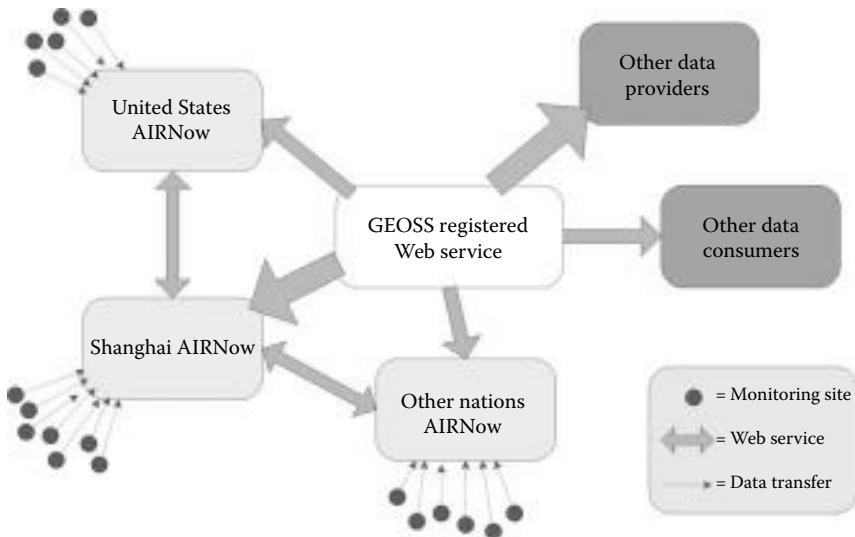 United States
AIRNow
Other data
providers
GEOSS registered
Web service
Other data
consumers
Shanghai AIRNow
Other nations
AIRNow
= Monitoring site
= Web service
= Data transfer